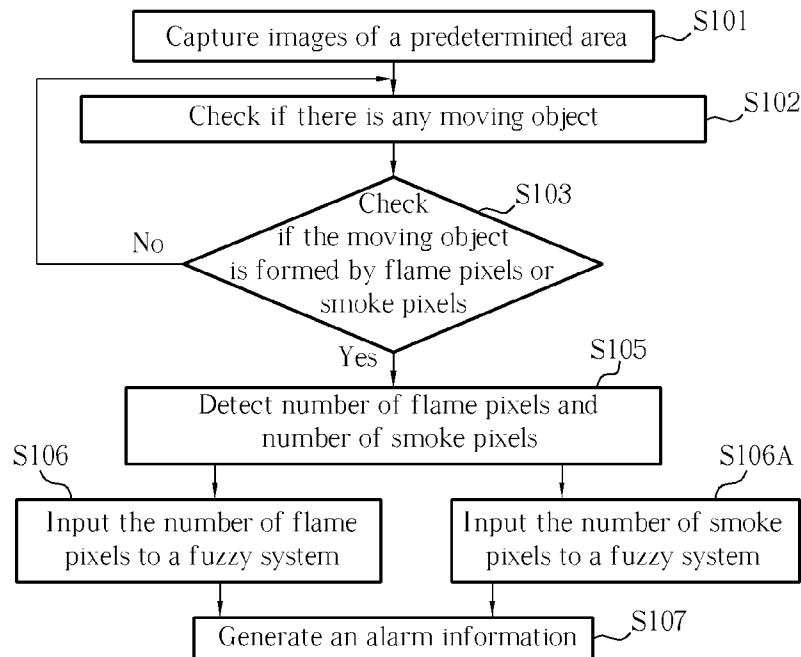 Capture images of a predetermined area
S101
Check if there is any moving object
S102
Check
if the moving object
is formed by flame pixels or
smoke pixels
S103
No
Yes
S105
Detect number of flame pixels and
number of smoke pixels
S106
Input the number of flame
pixels to a fuzzy system
S106A
Input the number of smoke
pixels to a fuzzy system
Generate an alarm information
S107